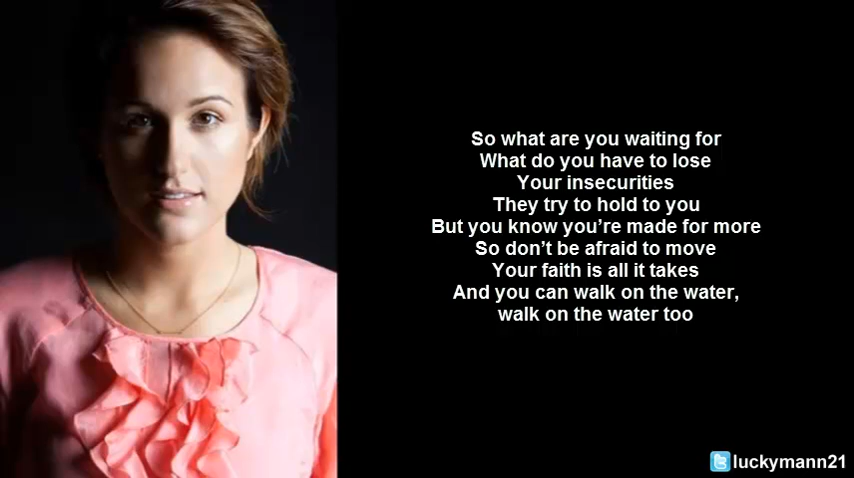 So what are you waiting for
What do you have to lose
Your insecurities
They try to hold to you
But you know you’re made for more
So don’t be afraid to move
Your faith is all it takes
And you can walk on the water,
walk on the water too
luckymann21